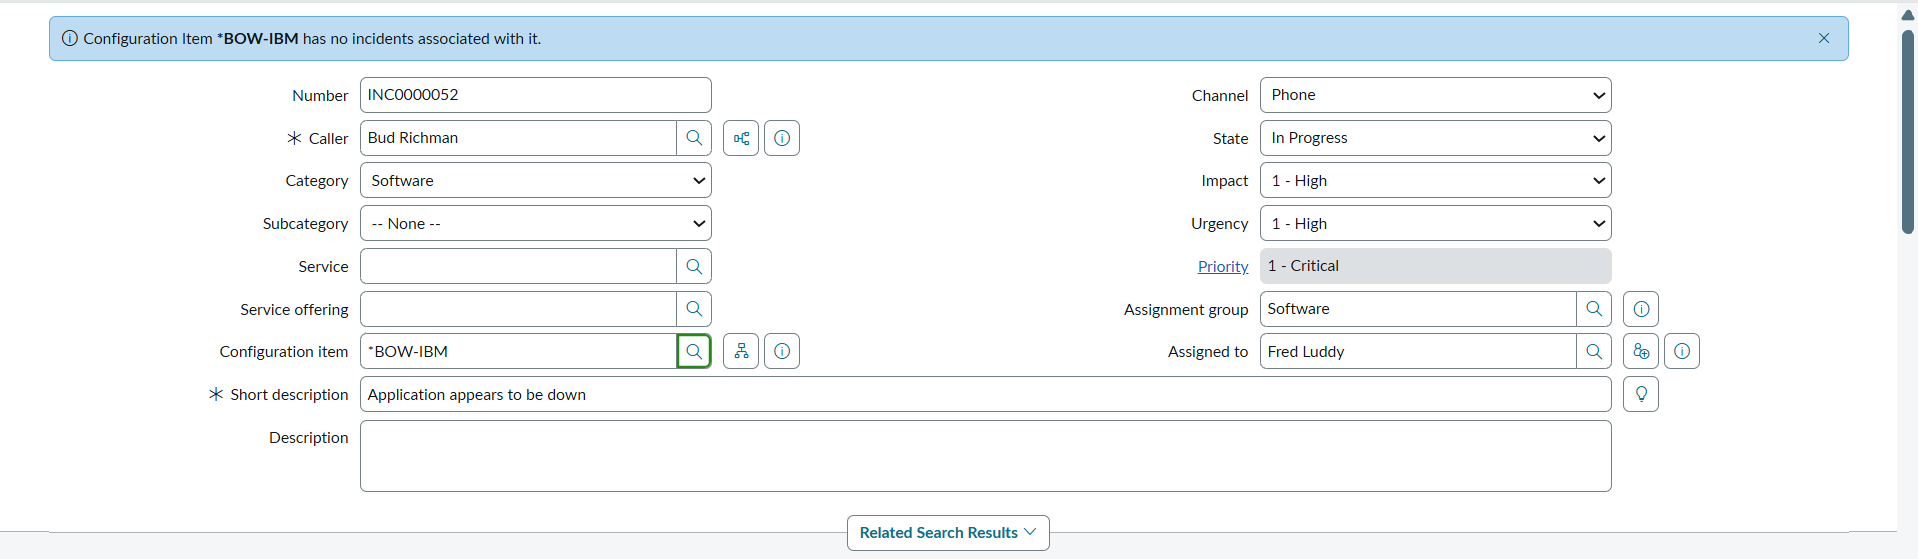 Configuration Item *BOW-IBM has no incidents associated with it.
Number INC0000052
Channel Phone
* Caller Bud Richman
State In Progress
Category Software
Impact 1 - High
Subcategory -- None --
Urgency 1 - High
Service
Priority 1 - Critical
Service offering
Assignment group Software
Configuration item *BOW-IBM
Assigned to Fred Luddy
* Short description Application appears to be down
Description
Related Search Results